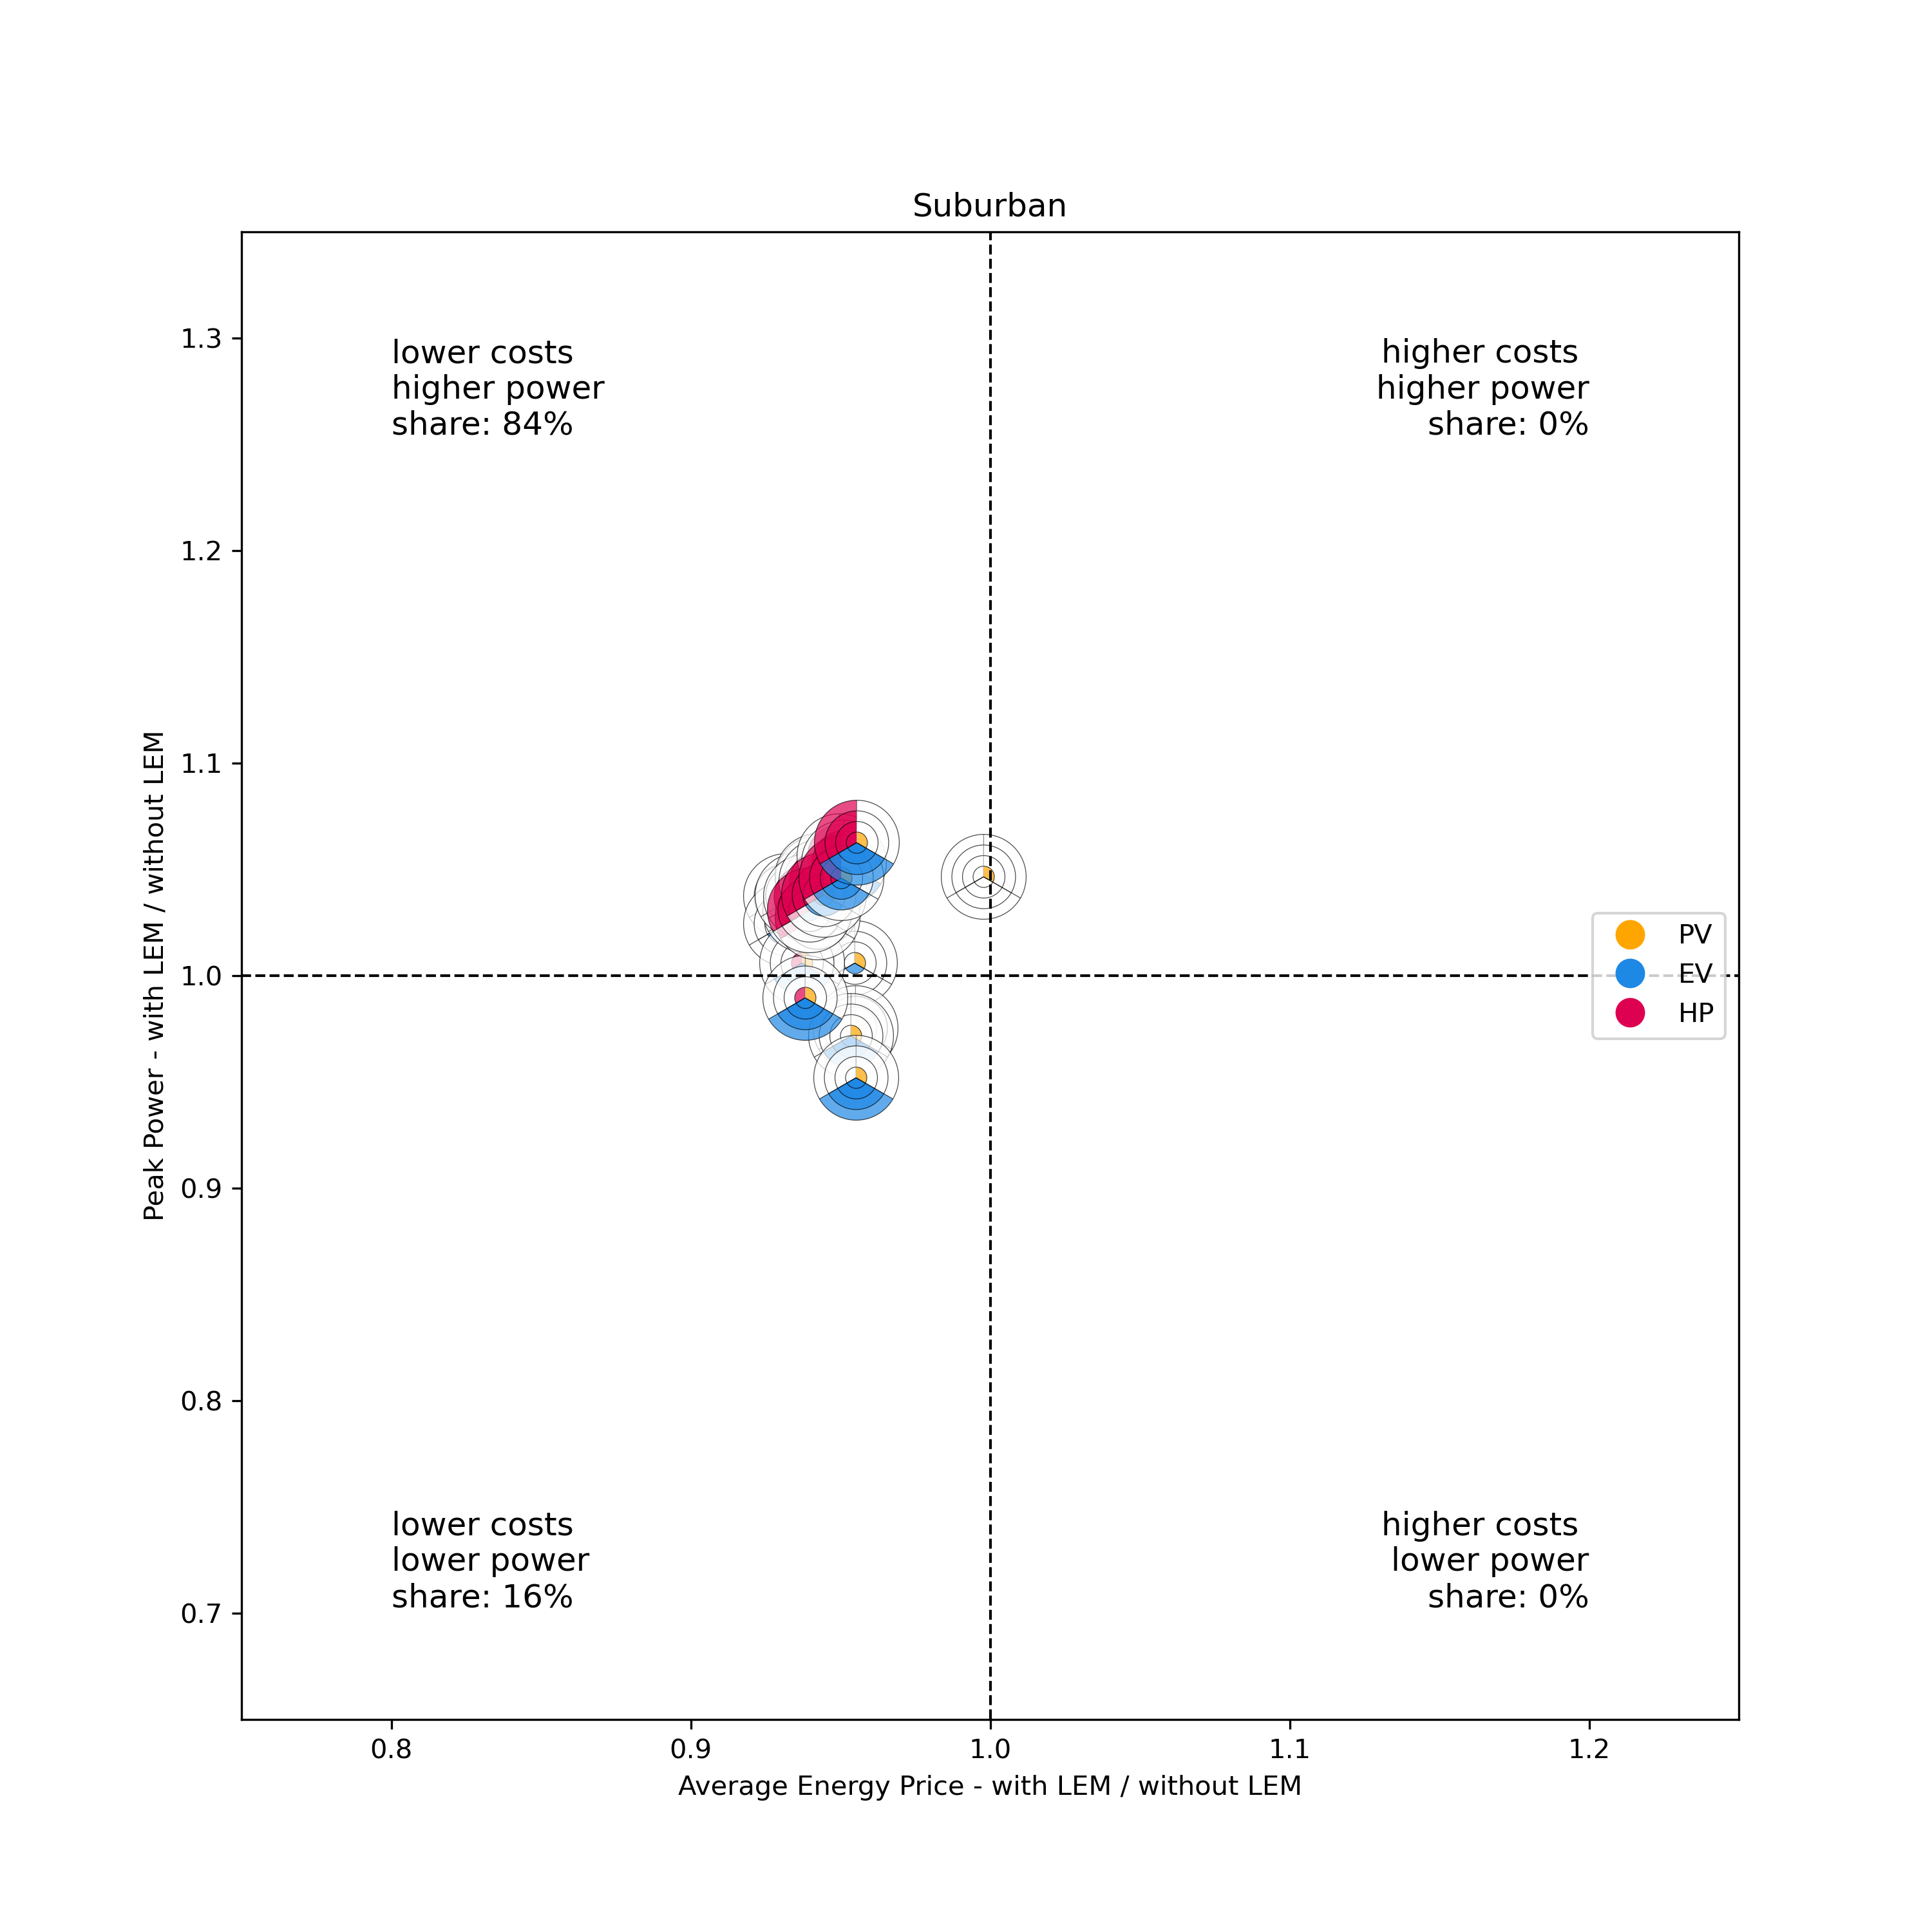 Suburban
lower costs
higher power
share: 84%
higher costs
higher power
share: 0%
1.3
1.2
1.1
1.0
0.9
0.8
0.7
Peak Power - with LEM / without LEM
PV
EV
HP
lower costs
lower power
share: 16%
higher costs
lower power
share: 0%
0.8
0.9
1.0
1.1
1.2
Average Energy Price - with LEM / without LEM